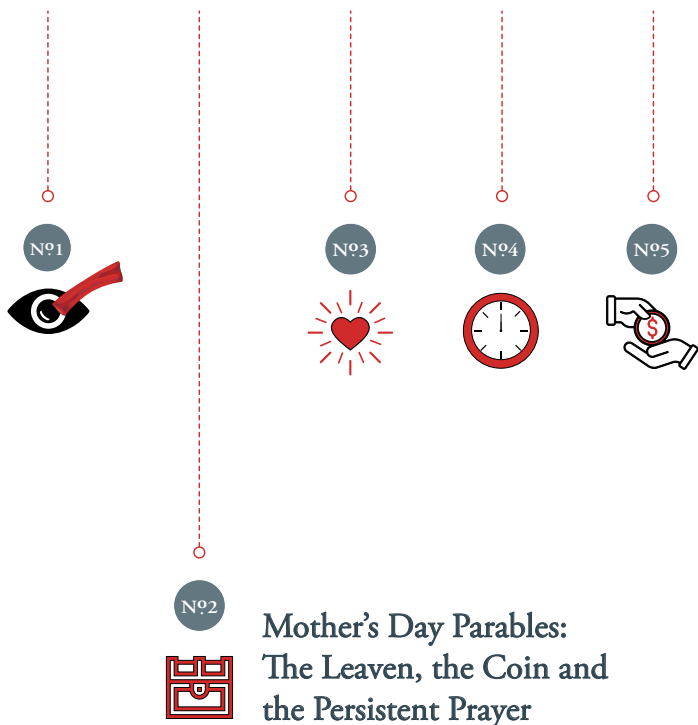 Nº1
Nº3
Nº4
Nº5
$
Nº2
Mother's Day Parables:
The Leaven, the Coin and
the Persistent Prayer